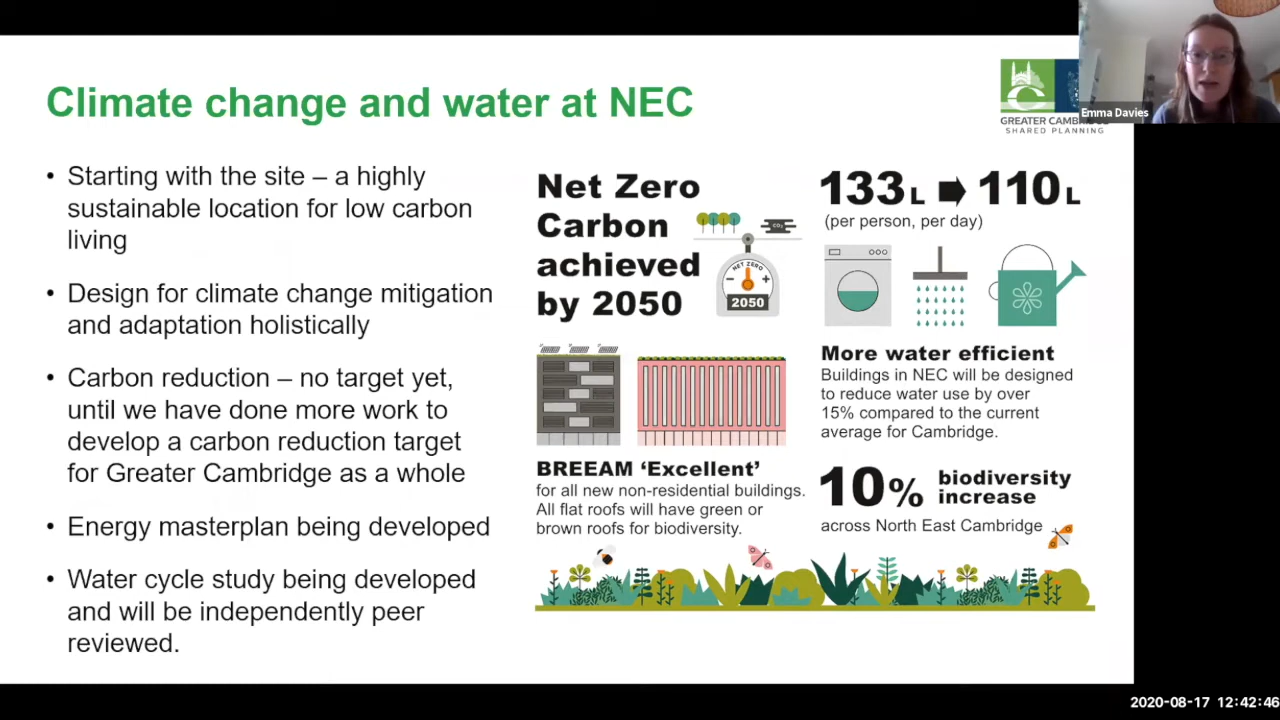 Climate change and water at NEC
GREATER CAMBRIDGE
SHARED PLANNING
Emma Davies
• Starting with the site – a highly
sustainable location for low carbon
living
• Design for climate change mitigation
and adaptation holistically
• Carbon reduction – no target yet,
until we have done more work to
develop a carbon reduction target
for Greater Cambridge as a whole
• Energy masterplan being developed
• Water cycle study being developed
and will be independently peer
reviewed.
Net Zero
Carbon
achieved
by 2050
CO₂
NET ZERO
2050
133L 110L
(per person, per day)
More water efficient
Buildings in NEC will be designed
to reduce water use by over
15% compared to the current
average for Cambridge.
BREEAM ‘Excellent’
for all new non-residential buildings.
All flat roofs will have green or
brown roofs for biodiversity.
10% biodiversity
increase
across North East Cambridge
2020-08-17 12:42:46